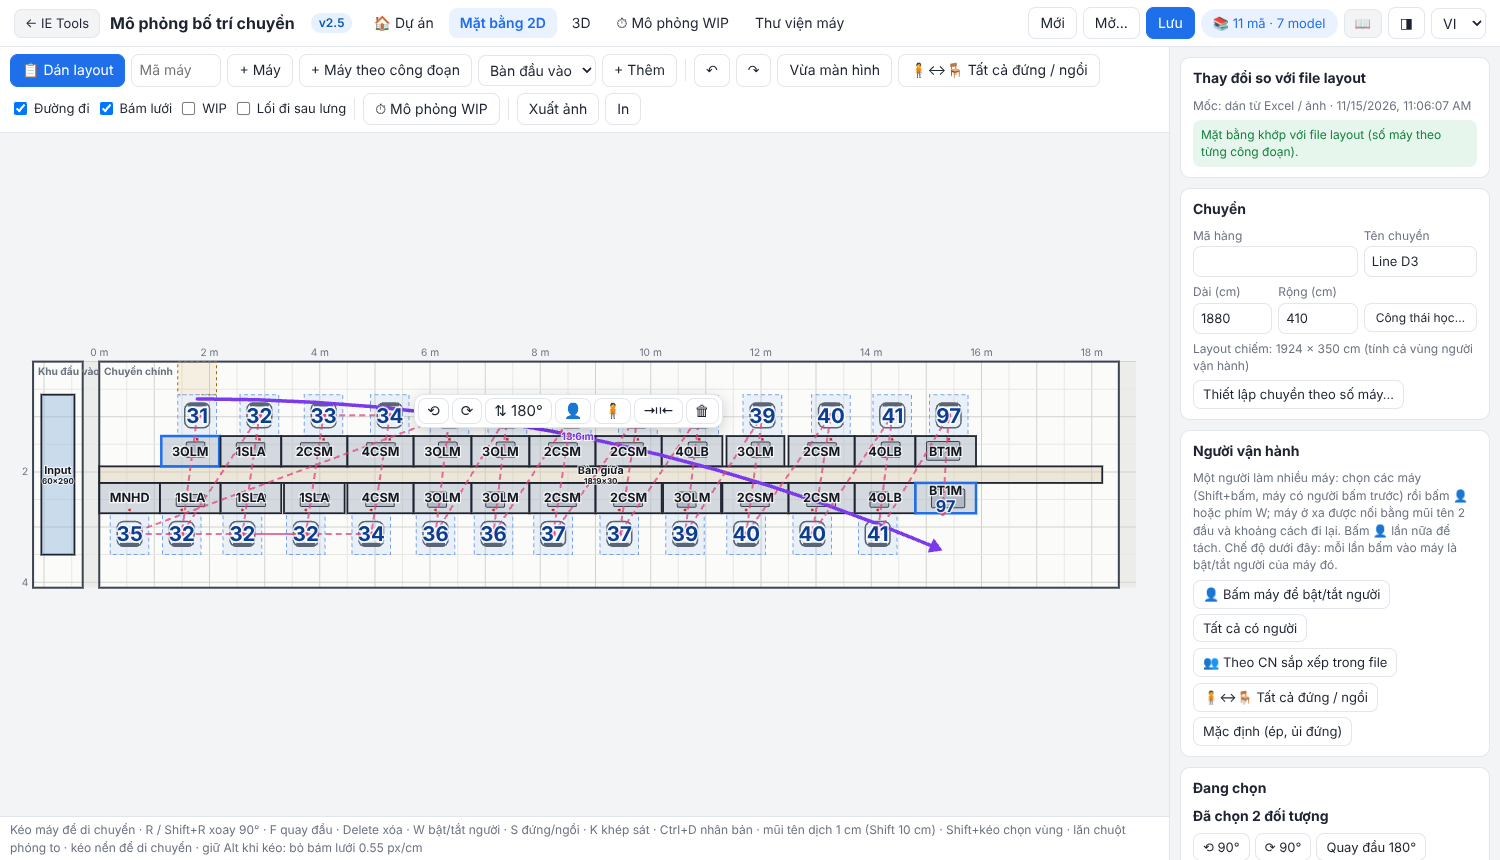 ← IE Tools
Mô phỏng bố trí chuyền
v2.5
Dự án
Mặt bằng 2D
3D
Mô phỏng WIP
Thư viện máy
Mới
Mở...
Lưu
11 mã · 7 model
VI
Dán layout
Mã máy
+ Máy
+ Máy theo công đoạn
Bàn đầu vào
+ Thêm
↶
↷
Vừa màn hình
Tất cả đứng / ngồi
Đường đi
Bám lưới
WIP
Lối đi sau lưng
Mô phỏng WIP
Xuất ảnh
In
0 m 2 m 4 m 6 m 8 m 10 m 12 m 14 m 16 m 18 m
Khu đầu vào Chuyền chính
31 32 33 34 39 40 41 97
⟲ ⟳ ⇅ 180°
13.6m
3OLM 1SLA 2CSM 4CSM 3OLM 3OLM 2CSM 2CSM 4OLB 3OLM 2CSM 4OLB BT1M
2
Input
60×290
Bàn giữa
1819×30
MNHD 1SLA 1SLA 1SLA 4CSM 3OLM 3OLM 2CSM 2CSM 3OLM 2CSM 2CSM 4OLB BT1M
97
35 32 32 32 34 36 36 37 37 39 40 40 41
4
Kéo máy để di chuyển · R / Shift+R xoay 90° · F quay đầu · Delete xóa · W bật/tắt người · S đứng/ngồi · K khép sát · Ctrl+D nhân bản · mũi tên dịch 1 cm (Shift 10 cm) · Shift+kéo chọn vùng · lăn chuột
phóng to · kéo nền để di chuyển · giữ Alt khi kéo: bỏ bám lưới 0.55 px/cm
Thay đổi so với file layout
Mốc: dán từ Excel / ảnh · 11/15/2026, 11:06:07 AM
Mặt bằng khớp với file layout (số máy theo
từng công đoạn).
Chuyền
Mã hàng
Tên chuyền
Line D3
Dài (cm)
Rộng (cm)
1880
410
Công thái học...
Layout chiếm: 1924 × 350 cm (tính cả vùng người
vận hành)
Thiết lập chuyền theo số máy...
Người vận hành
Một người làm nhiều máy: chọn các máy
(Shift+bấm, máy có người bấm trước) rồi bấm 👤
hoặc phím W; máy ở xa được nối bằng mũi tên 2
đầu và khoảng cách đi lại. Bấm 👤 lần nữa để
tách. Chế độ dưới đây: mỗi lần bấm vào máy là
bật/tắt người của máy đó.
Bấm máy để bật/tắt người
Tất cả có người
Theo CN sắp xếp trong file
Tất cả đứng / ngồi
Mặc định (ép, ủi đứng)
Đang chọn
Đã chọn 2 đối tượng
⟲ 90°
⟳ 90°
Quay đầu 180°